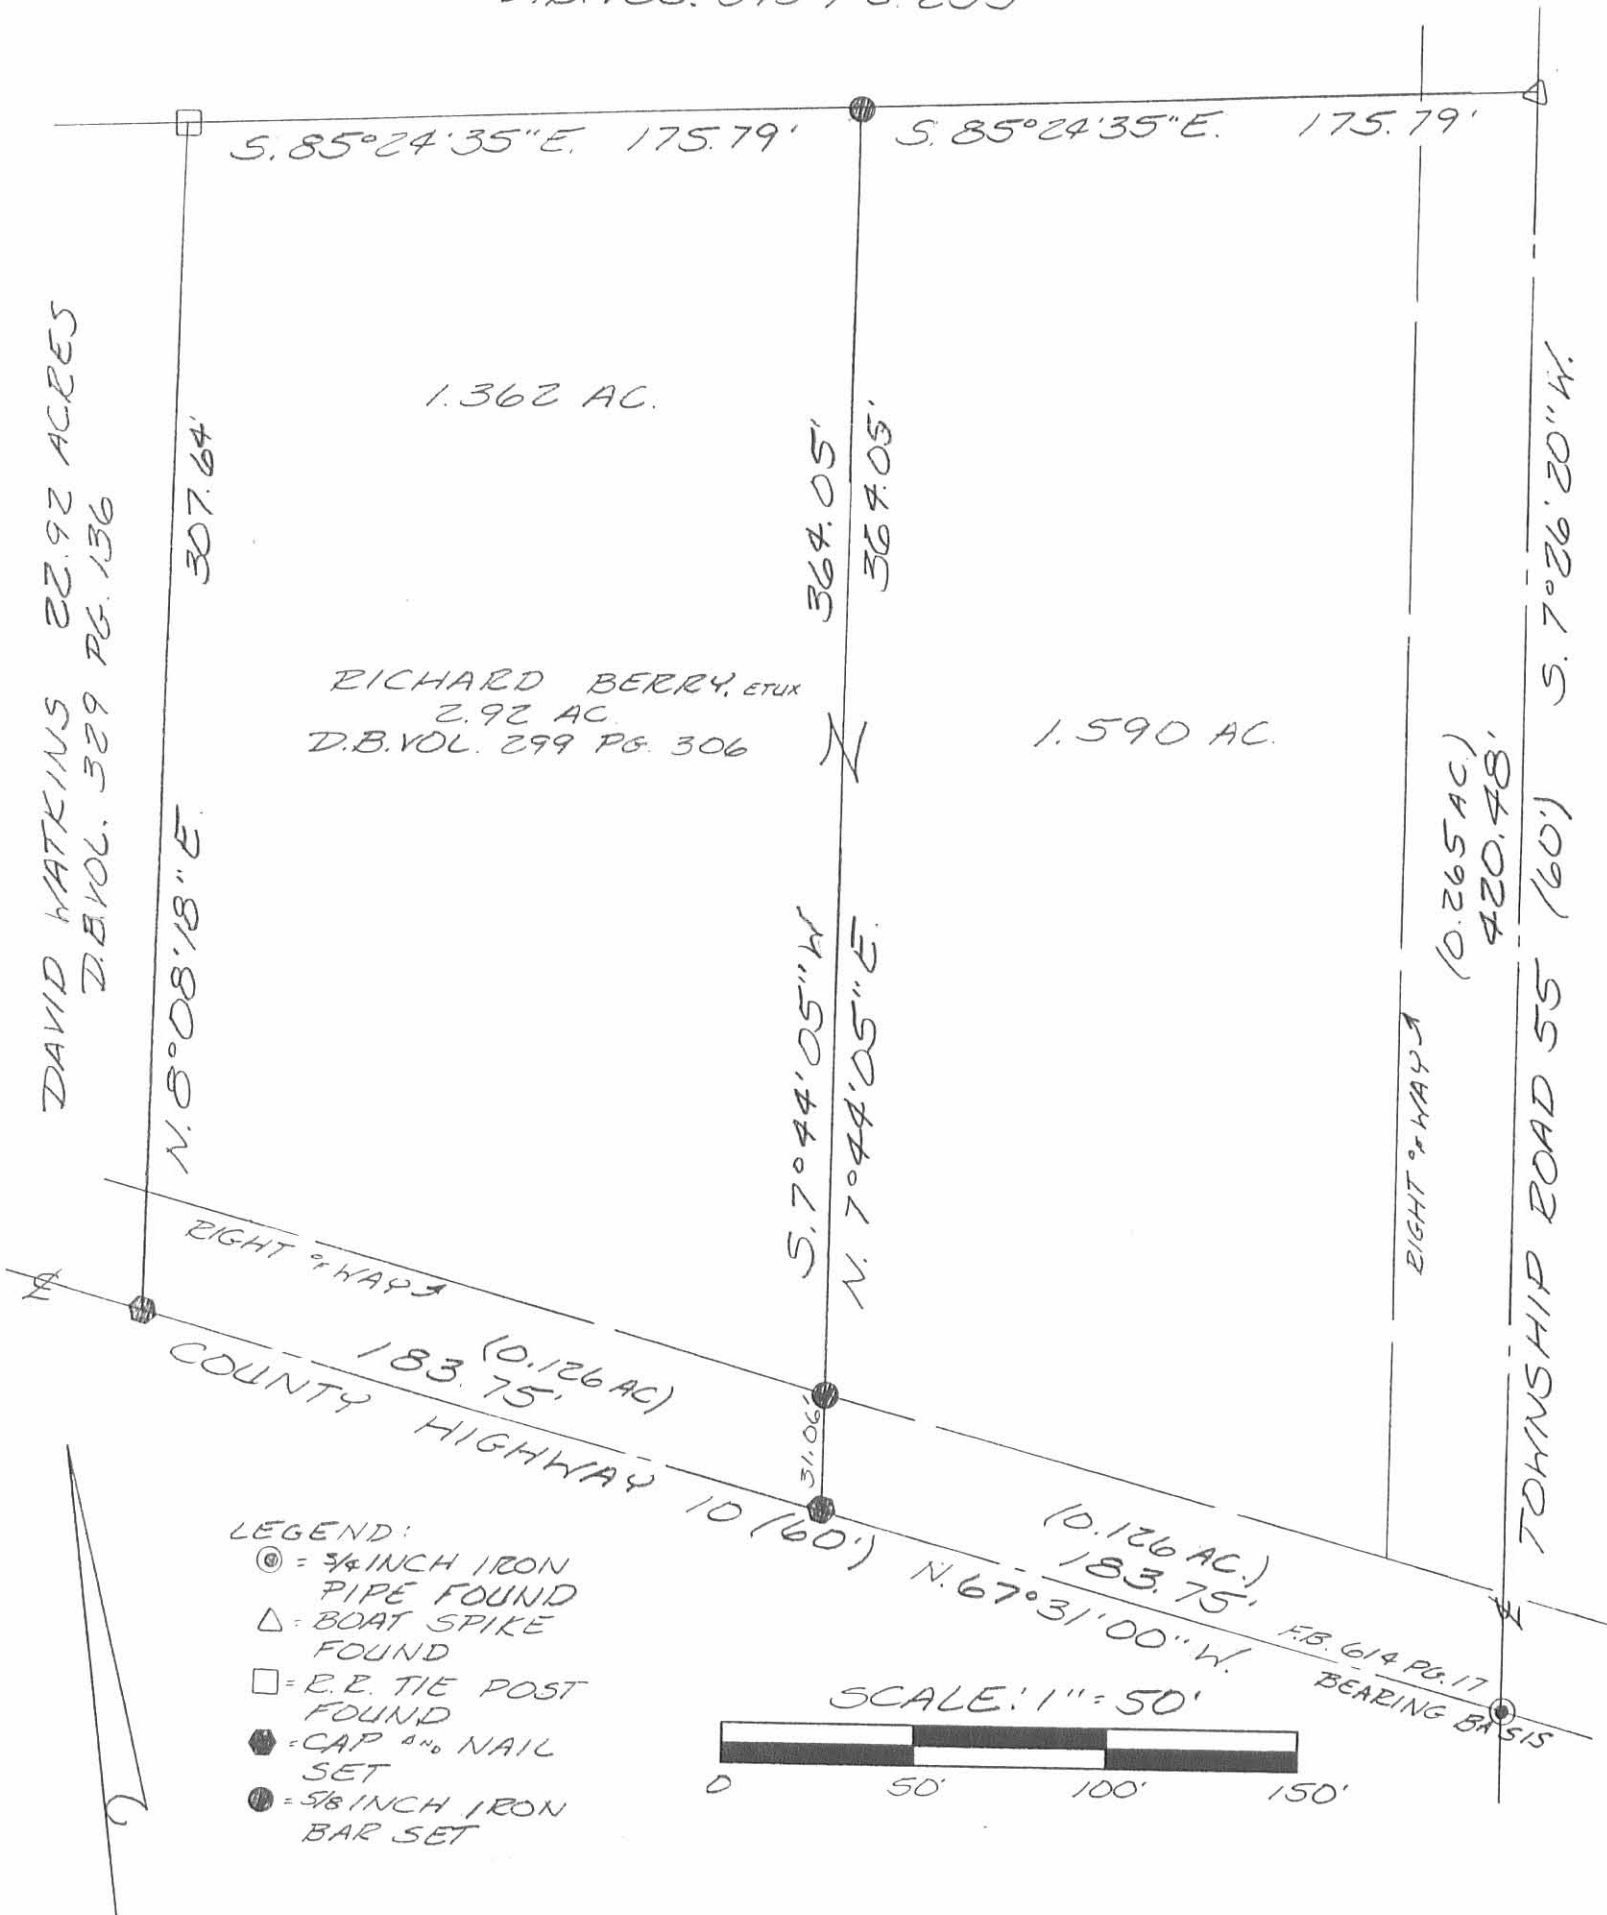 S. 85°24'35"E. 175.79'
S. 85°24'35"E. 175.79'
1.362 AC.
DAVID WATKINS 22.92 ACRES
D.B.VOL. 329 PG. 136
N. 8°08'18"E.
307.64'
RICHARD BERRY, ETUX
2.92 AC.
D.B.VOL. 299 PG. 306
S. 7°44'05"W
364.05'
N. 7°44'05"E.
364.05'
Z
1.590 AC.
(0.265 AC.)
420.48'
RIGHT OF WAY
TOWNSHIP ROAD 55 (60') S. 7°26'20"W.
RIGHT OF WAY
(0.126 AC)
183.75'
COUNTY HIGHWAY 10 (60')
31.06'
(0.126 AC.)
183.75'
N. 67°31'00"W.
F.B. 614 PG. 17
BEARING BASIS
LEGEND:
= 3/4 INCH IRON
PIPE FOUND
= BOAT SPIKE
FOUND
= R.R. TIE POST
FOUND
= CAP AND NAIL
SET
= 5/8 INCH IRON
BAR SET
SCALE: 1" = 50'
0 50' 100' 150'